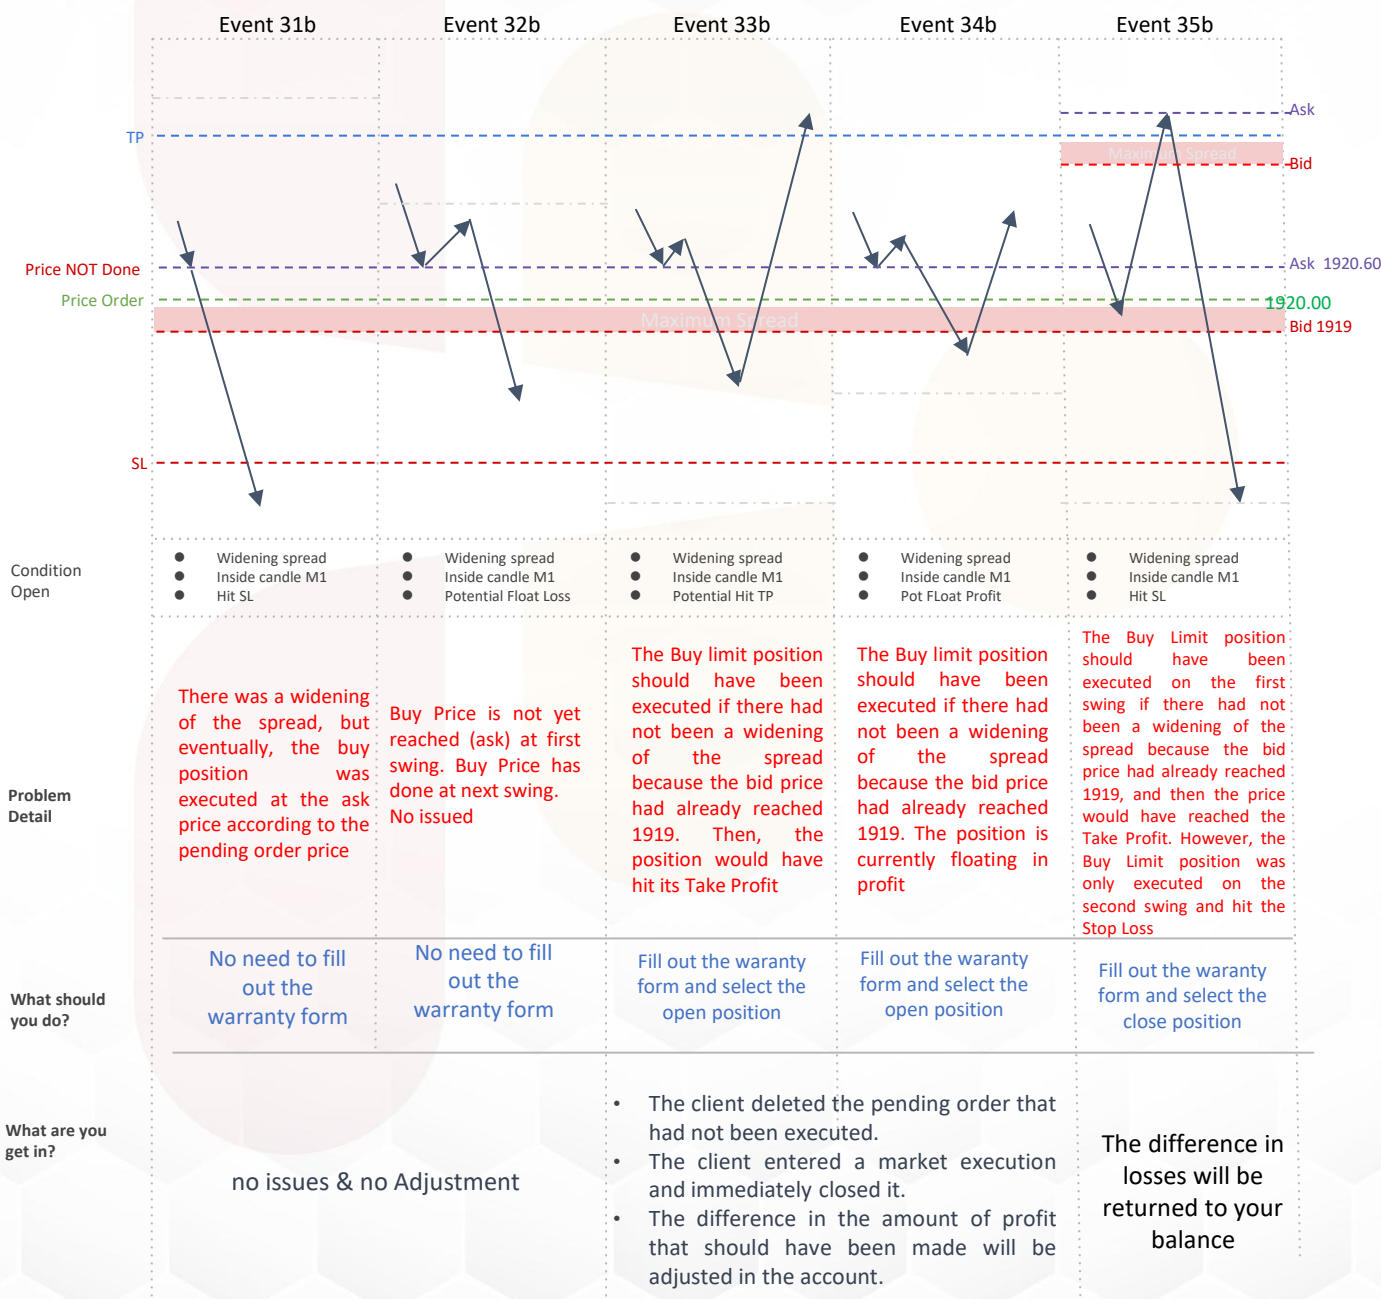 Event 31b
Event 32b
Event 33b
Event 34b
Event 35b
Ask
TP
Maximum Spread
Bid
Price NOT Done
Ask 1920.60
Price Order
1920.00
Maximum Spread
Bid 1919
SL
Condition
Open
Widening spread
Inside candle M1
Hit SL
Widening spread
Inside candle M1
Potential Float Loss
Widening spread
Inside candle M1
Potential Hit TP
Widening spread
Inside candle M1
Pot FLoat Profit
Widening spread
Inside candle M1
Hit SL
Problem
Detail
There was a widening
of the spread, but
eventually, the buy
position was
executed at the ask
price according to the
pending order price
Buy Price is not yet
reached (ask) at first
swing. Buy Price has
done at next swing.
No issued
The Buy limit position
should have been
executed if there had
not been a widening
of the spread
because the bid price
had already reached
1919. Then, the
position would have
hit its Take Profit
The Buy limit position
should have been
executed if there had
not been a widening
of the spread
because the bid price
had already reached
1919. The position is
currently floating in
profit
The Buy Limit position
should have been
executed on the first
swing if there had not
been a widening of the
spread because the bid
price had already reached
1919, and then the price
would have reached the
Take Profit. However, the
Buy Limit position was
only executed on the
second swing and hit the
Stop Loss
What should
you do?
No need to fill
out the
warranty form
No need to fill
out the
warranty form
Fill out the waranty
form and select the
open position
Fill out the waranty
form and select the
open position
Fill out the waranty
form and select the
close position
What are you
get in?
no issues & no Adjustment
• The client deleted the pending order that
had not been executed.
• The client entered a market execution
and immediately closed it.
• The difference in the amount of profit
that should have been made will be
adjusted in the account.
The difference in
losses will be
returned to your
balance